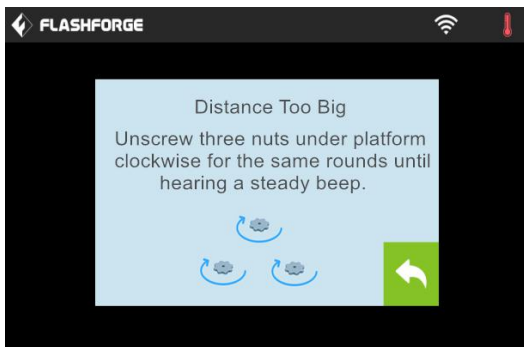 FLASHFORGE
Distance Too Big
Unscrew three nuts under platform
clockwise for the same rounds until
hearing a steady beep.